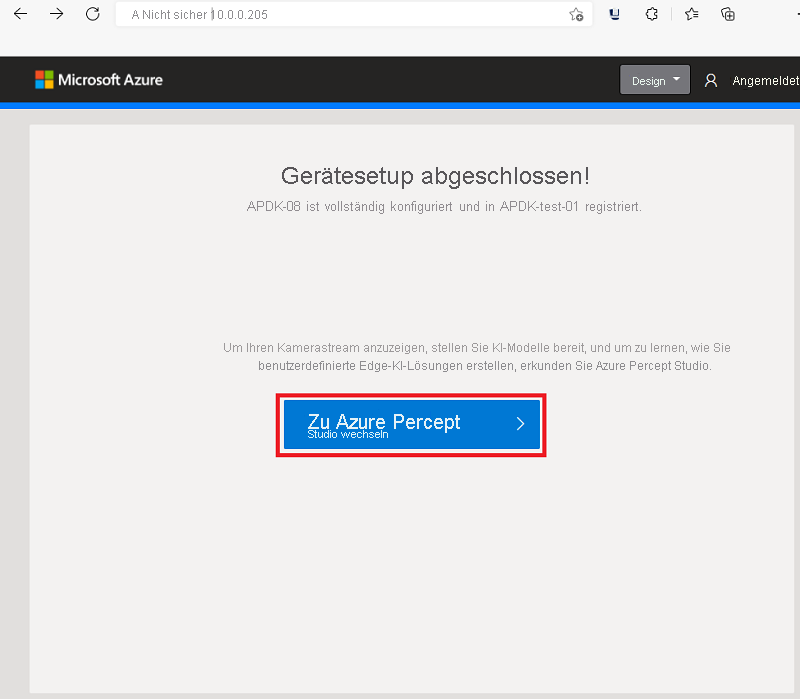 A Nicht sicher 10.0.0.205
Microsoft Azure
Design
Angemeldet
Gerätesetup abgeschlossen!
APDK-08 ist vollständig konfiguriert und in APDK-test-01 registriert.
Um Ihren Kamerastream anzuzeigen, stellen Sie KI-Modelle bereit, und um zu lernen, wie Sie
benutzerdefinierte Edge-KI-Lösungen erstellen, erkunden Sie Azure Percept Studio.
Zu Azure Percept
Studio wechseln